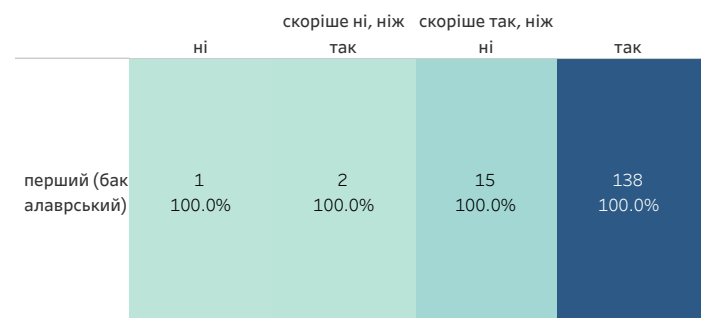 скоріше ні, ніж скоріше так, ніж
ні так ні так
перший (бак 1 2 15 138
алаврський) 100.0% 100.0% 100.0% 100.0%